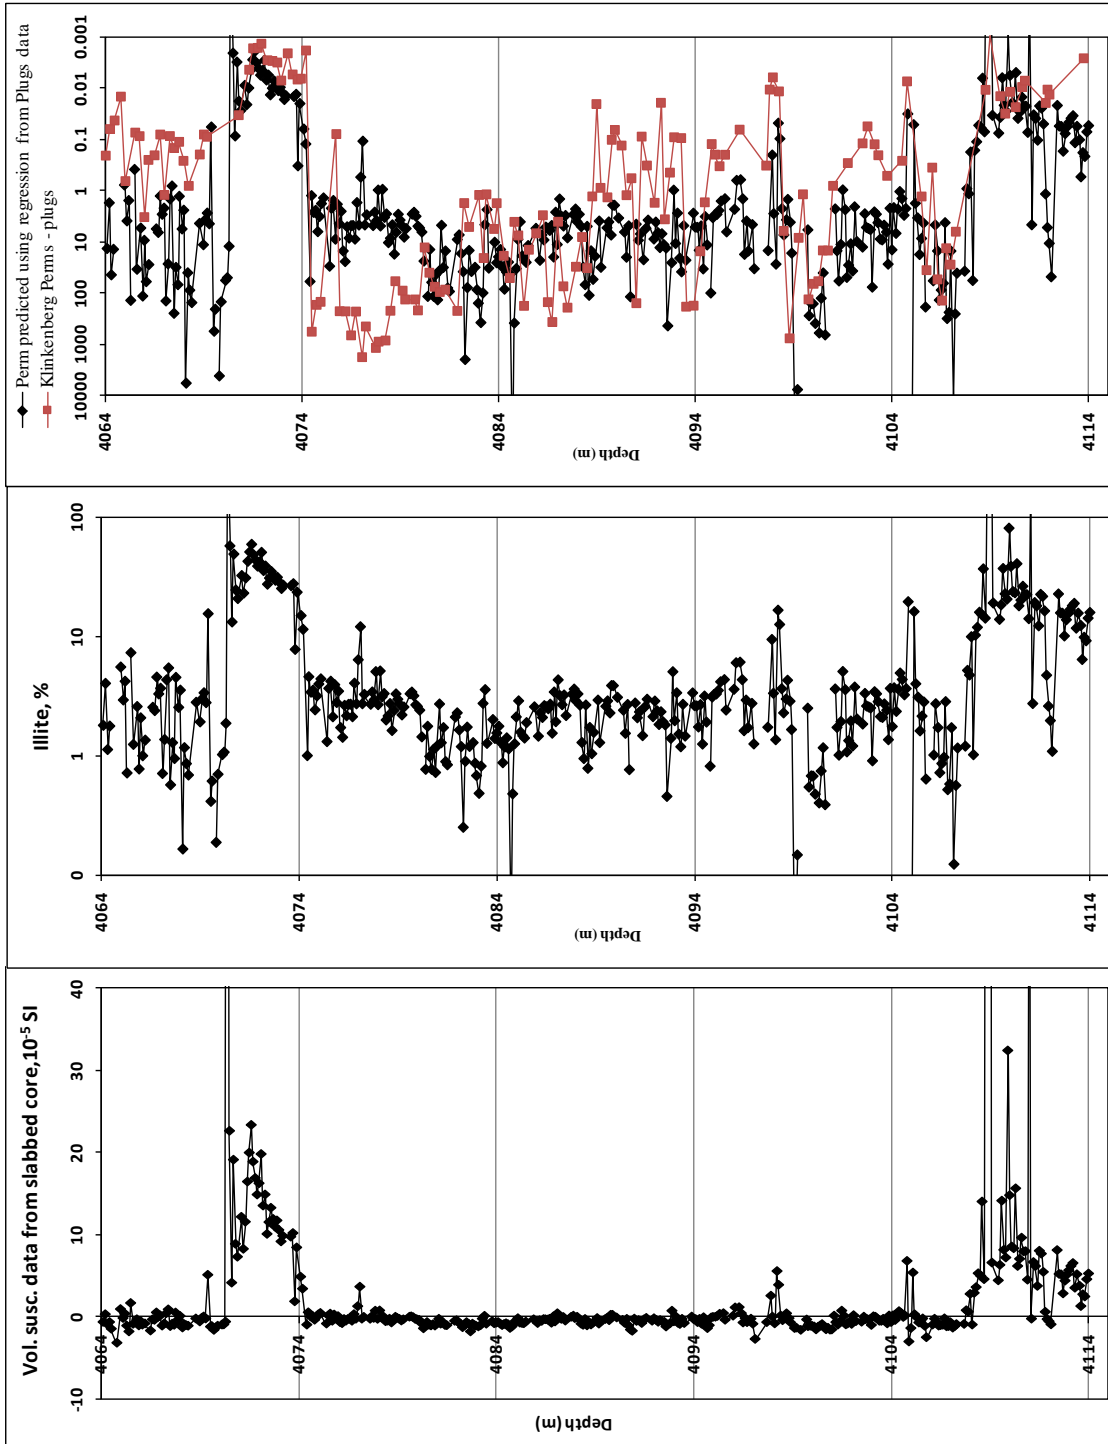 Vol. susc. data from slabbed core,10⁻⁵ SI
-10 0 10 20 30 40
4064
4074
4084
4094
4104
4114
Depth (m)
Illite, %
0 1 10 100
4064
4074
4084
4094
4104
4114
Depth (m)
Perm predicted using regression from Plugs data
Klinkenberg Perms - plugs
10000 1000 100 10 1 0.1 0.01 0.001
4064
4074
4084
4094
4104
4114
Depth (m)